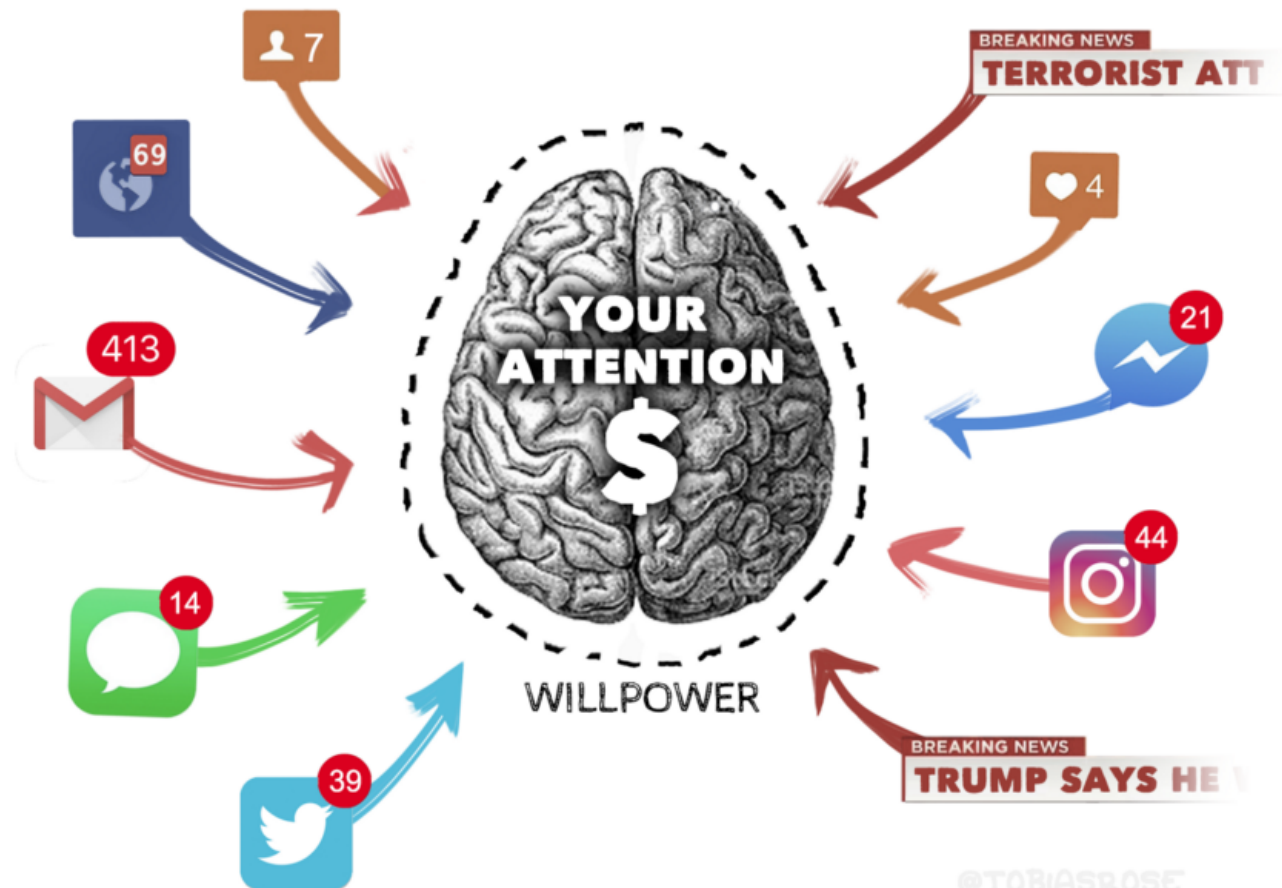 7
BREAKING NEWS
TERRORIST ATT
69
4
413
21
YOUR
ATTENTION
$
44
14
WILLPOWER
39
BREAKING NEWS
TRUMP SAYS HE
@TOBIASROSE